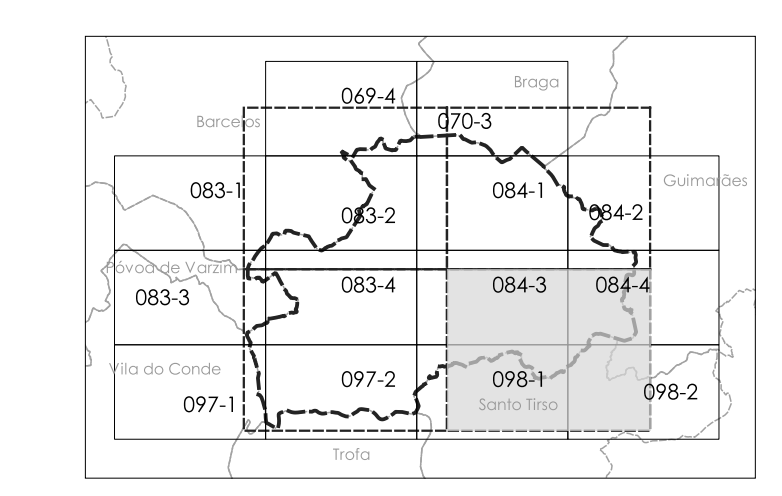 Braga
069-4
Barcelos
070-3
Guimarães
083-1
084-1
083-2
084-2
Póvoa de Varzim
083-3
083-4
084-3
084-4
Vila do Conde
097-2
098-1
098-2
097-1
Santo Tirso
Trofa